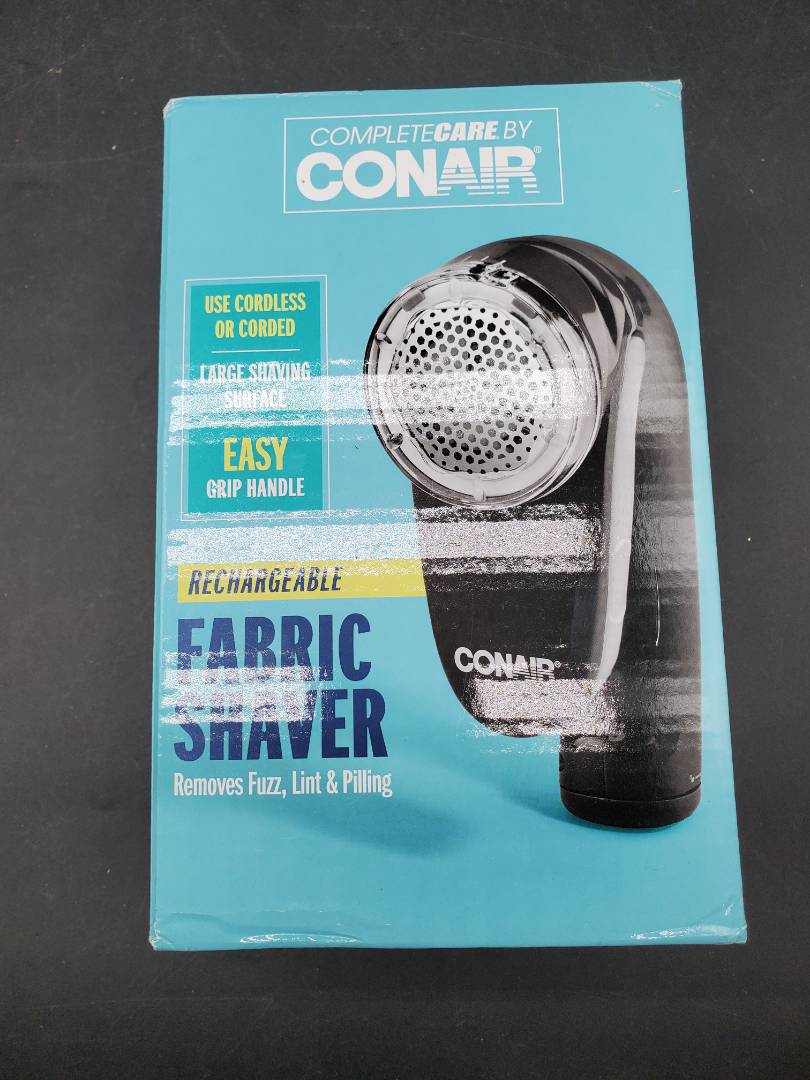 COMPLETECARE. BY
CONAIR®
USE CORDLESS
OR CORDED
LARGE SHAVING
SURFACE
EASY
GRIP HANDLE
RECHARGEABLE
FABRIC
SHAVER
Removes Fuzz, Lint & Pilling
CONAIR®